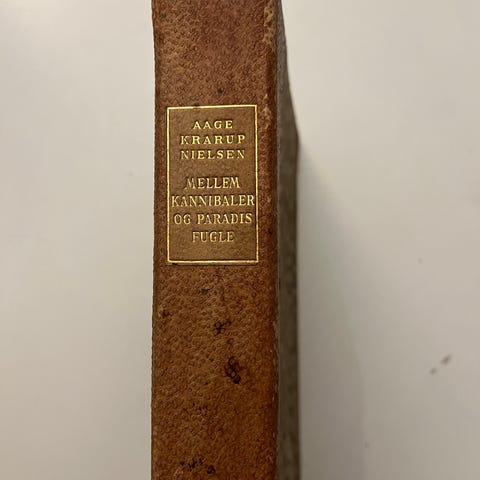 AAGE
KRARUP
NIELSEN
MELLEM
KANNIBALER
OG PARADIS
FUGLE